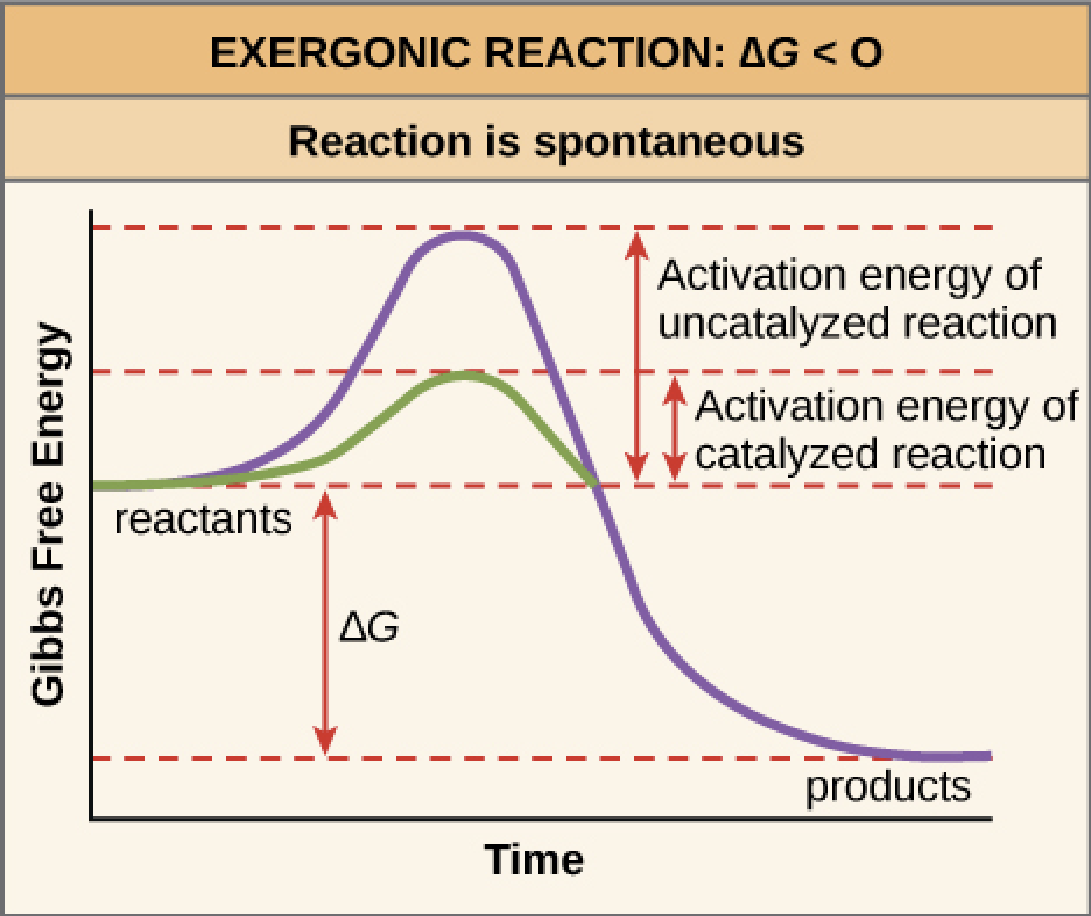 EXERGONIC REACTION: ΔG < O
Reaction is spontaneous
Gibbs Free Energy
Activation energy of
uncatalyzed reaction
Activation energy of
catalyzed reaction
reactants
ΔG
products
Time